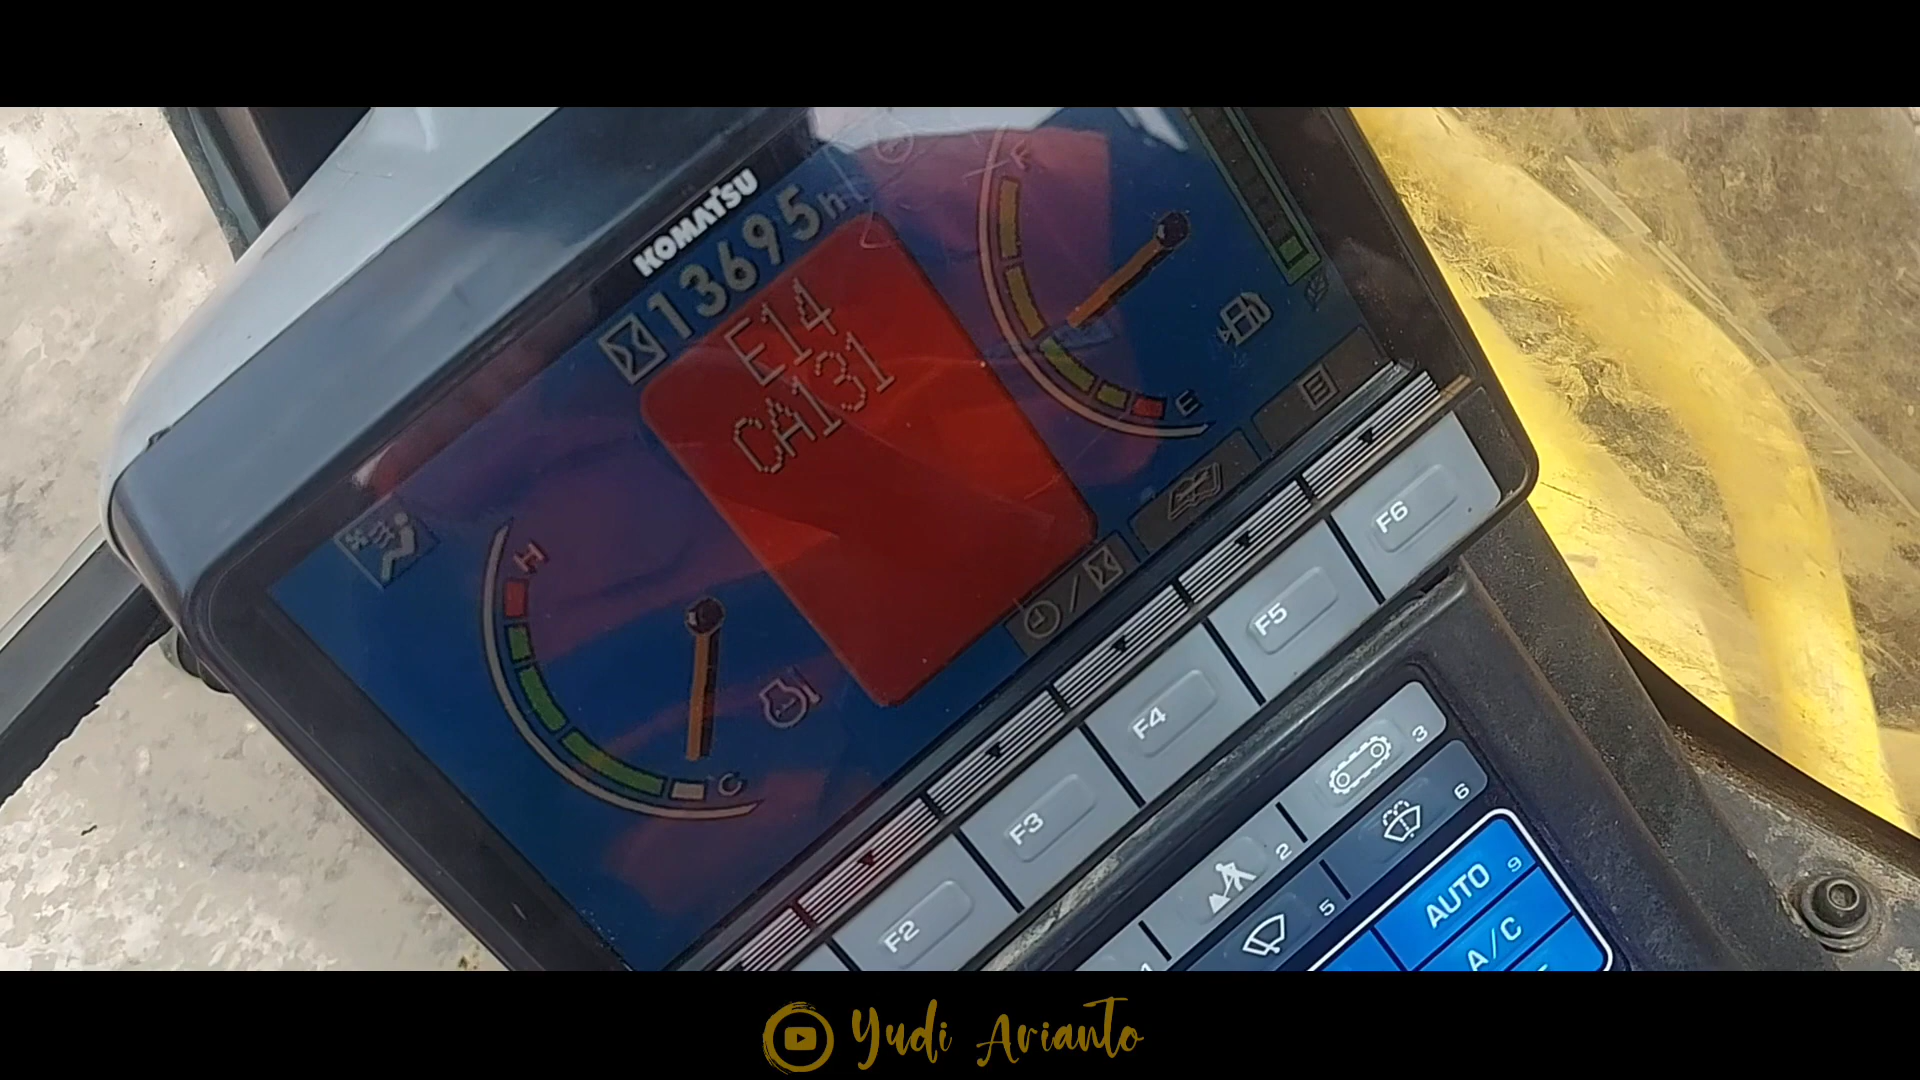 KOMATSU
13695h
E14
CA131
F
E
H
C
F6
F5
F4
F3
F2
3
2
6
5
9
AUTO
A/C
Yudi Arianto